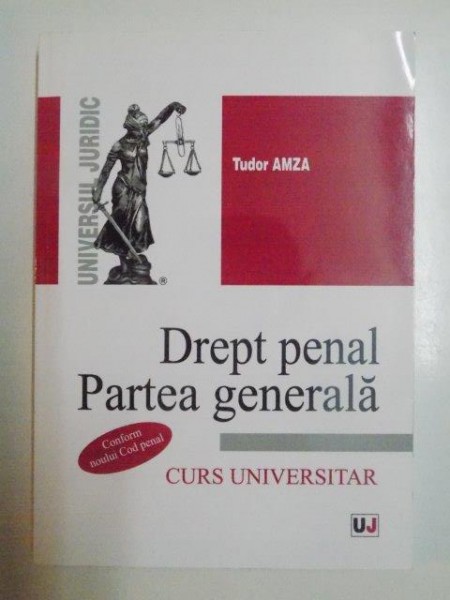 UNIVERSUL JURIDIC
®
Tudor AMZA
Drept penal
Partea generală
Conform
noului Cod penal
CURS UNIVERSITAR
UJ